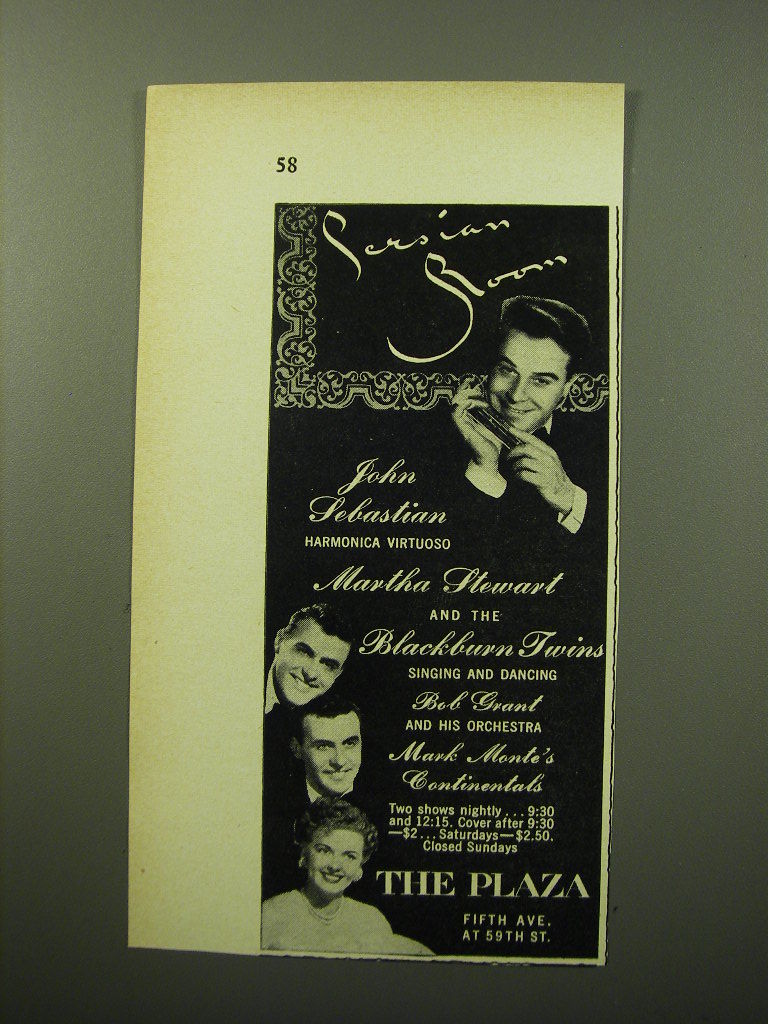 58
Persian
Room
John
Sebastian
HARMONICA VIRTUOSO
Martha Stewart
AND THE
Blackburn Twins
SINGING AND DANCING
Bob Grant
AND HIS ORCHESTRA
Mark Monte's
Continentals
Two shows nightly... 9:30
and 12:15. Cover after 9:30
—$2... Saturdays—$2.50.
Closed Sundays
THE PLAZA
FIFTH AVE.
AT 59TH ST.